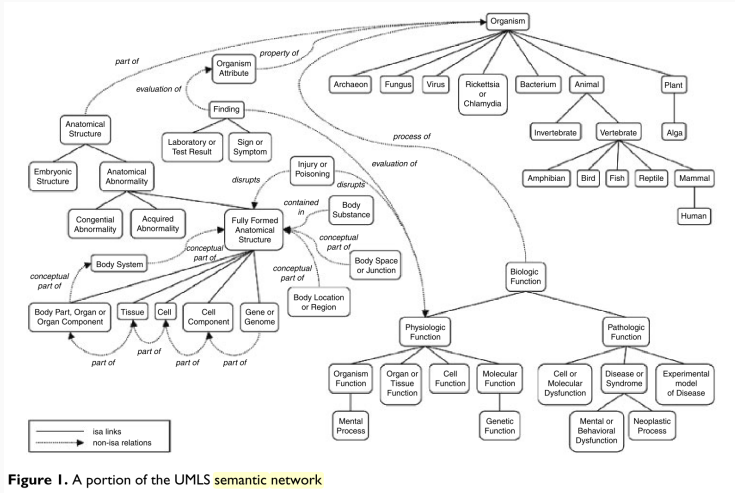 Organism
part of
property of
Organism
Attribute
Archaeon
Fungus
Virus
Rickettsia
or
Chlamydia
Bacterium
Animal
Plant
evaluation of
Anatomical
Structure
Finding
Invertebrate
Vertebrate
Alga
process of
Laboratory or
Test Result
Sign or
Symptom
evaluation of
Embryonic
Structure
Anatomical
Abnormality
Injury or
Poisoning
Amphibian
Bird
Fish
Reptile
Mammal
disrupts
disrupts
Human
Congential
Abnormality
Acquired
Abnormality
Fully Formed
Anatomical
Structure
contained
in
Body
Substance
conceptual
part of
Body System
conceptual
part of
Body Space
or Junction
conceptual
part of
conceptual
part of
Body Location
or Region
Biologic
Function
Body Part, Organ or
Organ Component
Tissue
Cell
Cell
Component
Gene or
Genome
part of
part of
part of
part of
Physiologic
Function
Pathologic
Function
Organism
Function
Organ or
Tissue
Function
Cell
Function
Molecular
Function
Cell or
Molecular
Dysfunction
Disease or
Syndrome
Experimental
model
of Disease
Mental
Process
Genetic
Function
Mental or
Behavioral
Dysfunction
Neoplastic
Process
isa links
non-isa relations
Figure 1. A portion of the UMLS semantic network